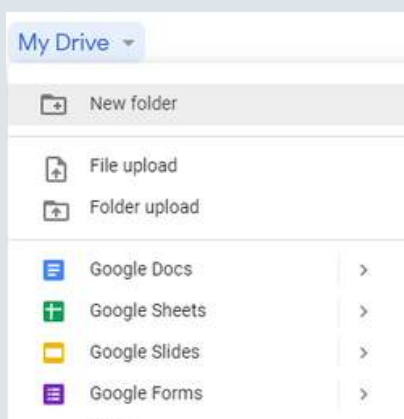 My Drive
New folder
File upload
Folder upload
Google Docs
Google Sheets
Google Slides
Google Forms